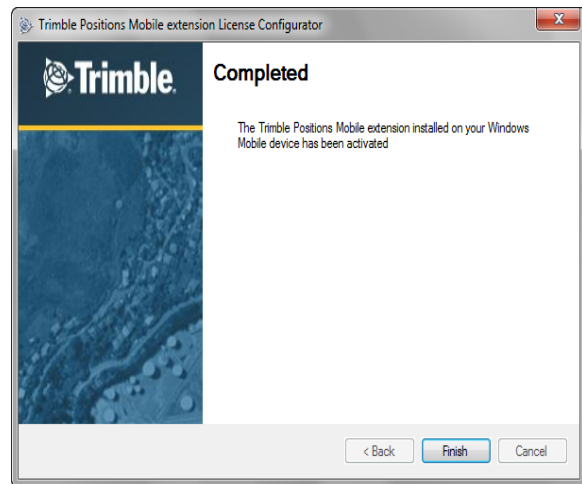 Trimble Positions Mobile extension License Configurator
Trimble.
Completed
The Trimble Positions Mobile extension installed on your Windows
Mobile device has been activated
< Back
Finish
Cancel